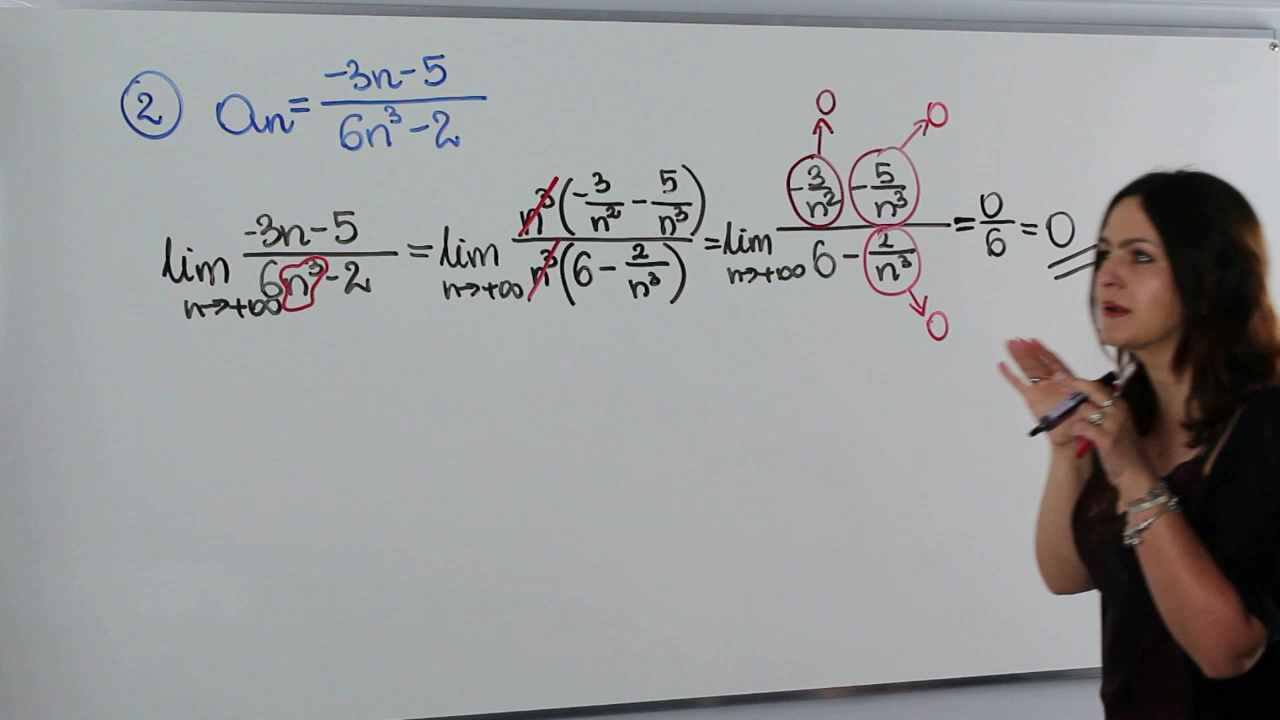 ② an = (-3n-5)/(6n³-2)
lim n→+∞ (-3n-5)/(6n³-2) = lim n→+∞ n³(-3/n² - 5/n³)/n³(6 - 2/n³) = lim n→+∞ (-3/n² → 0 - 5/n³ → 0)/(6 - 2/n³ → 0) = 0/6 = 0